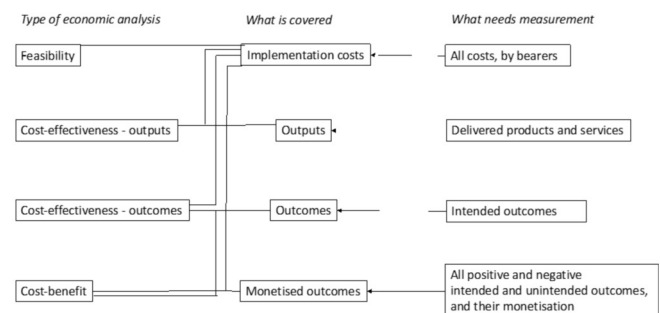 Type of economic analysis What is covered What needs measurement
Feasibility Implementation costs All costs, by bearers
Cost-effectiveness - outputs Outputs Delivered products and services
Cost-effectiveness - outcomes Outcomes Intended outcomes
Cost-benefit Monetised outcomes All positive and negative
intended and unintended outcomes,
and their monetisation